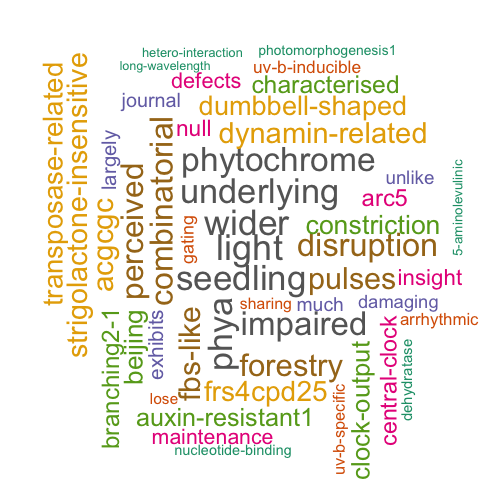 hetero-interaction
photomorphogenesis1
long-wavelength
uv-b-inducible
defects
characterised
journal
dumbbell-shaped
transposase-related
strigolactone-insensitive
largely
null
dynamin-related
combinatorial
perceived
phytochrome
unlike
5-aminolevulinic
underlying
arc5
acgcgc
wider
constriction
gating
light
disruption
seedling
pulses
insight
sharing
much
damaging
phya
impaired
arrhythmic
branching2-1
beijing
exhibits
fbs-like
central-clock
dehydratase
clock-output
forestry
lose
frs4cpd25
uv-b-specific
auxin-resistant1
maintenance
nucleotide-binding